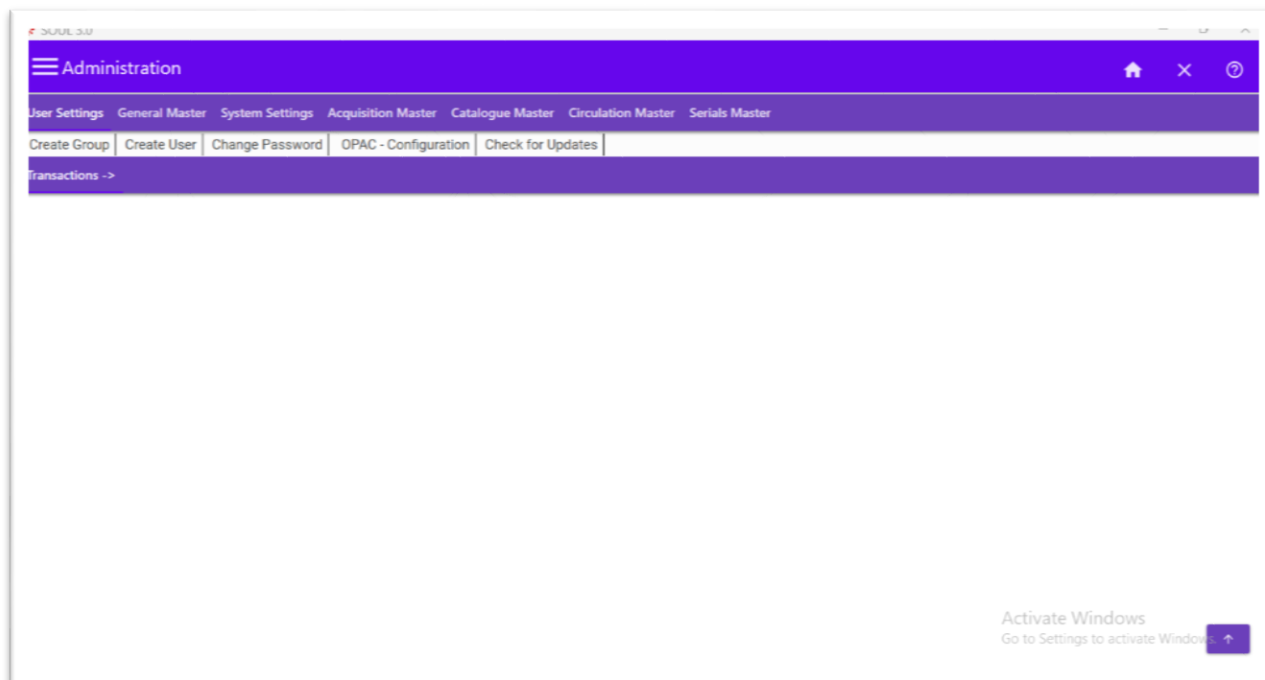 SOUL 3.0
Administration
User Settings General Master System Settings Acquisition Master Catalogue Master Circulation Master Serials Master
Create Group Create User Change Password OPAC - Configuration Check for Updates
Transactions ->
Activate Windows
Go to Settings to activate Windows.